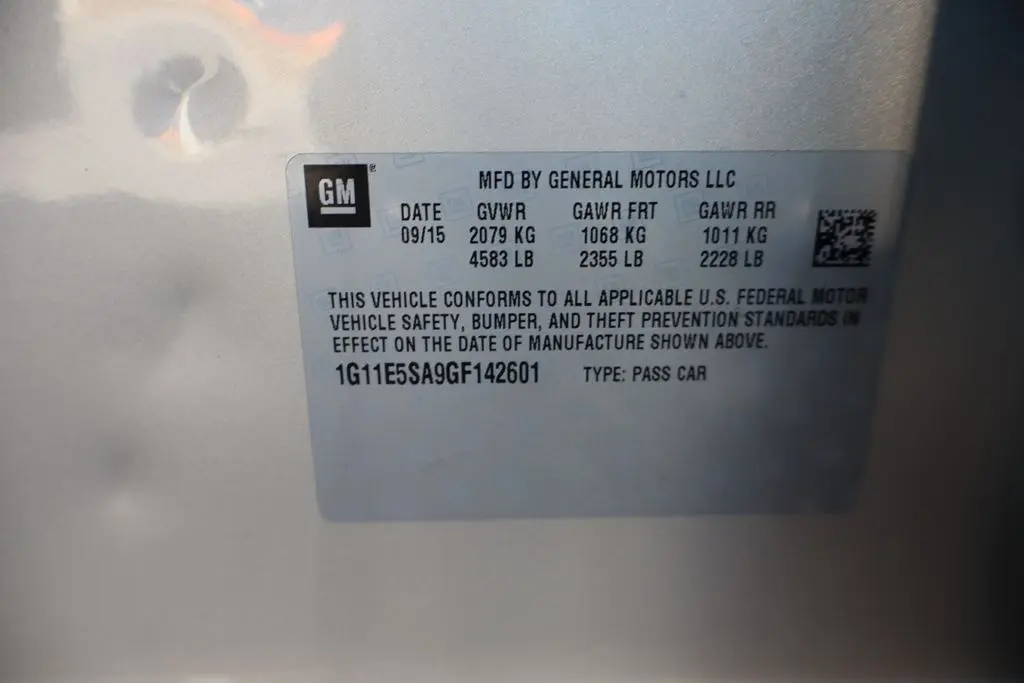 GM®
MFD BY GENERAL MOTORS LLC
DATE GVWR GAWR FRT GAWR RR
09/15 2079 KG 1068 KG 1011 KG
4583 LB 2355 LB 2228 LB
THIS VEHICLE CONFORMS TO ALL APPLICABLE U.S. FEDERAL MOTOR
VEHICLE SAFETY, BUMPER, AND THEFT PREVENTION STANDARDS IN
EFFECT ON THE DATE OF MANUFACTURE SHOWN ABOVE.
1G11E5SA9GF142601 TYPE: PASS CAR